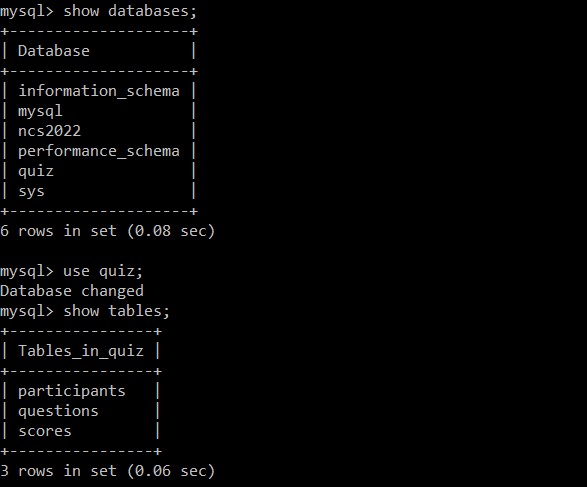 mysql> show databases;
+--------------------+
| Database           |
+--------------------+
| information_schema |
| mysql              |
| ncs2022            |
| performance_schema |
| quiz               |
| sys                |
+--------------------+
6 rows in set (0.08 sec)

mysql> use quiz;
Database changed
mysql> show tables;
+----------------+
| Tables_in_quiz |
+----------------+
| participants   |
| questions      |
| scores         |
+----------------+
3 rows in set (0.06 sec)